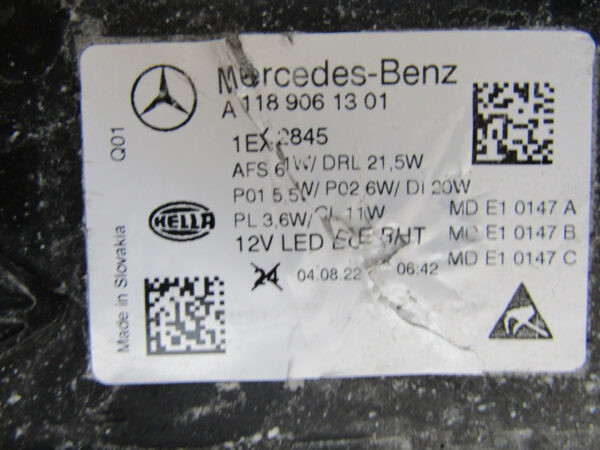 Mercedes-Benz
A 118 906 13 01
Q01
1EX 2845
AFS 61W/ DRL 21,5W
P01 5,5W/ P02 6W/ DI 20W
HELLA
PL 3,6W/ CL 11W
MD E1 0147 A
12V LED ECE RHT
MD E1 0147 B
Made in Slovakia
24 04.08.22 06:42
MD E1 0147 C